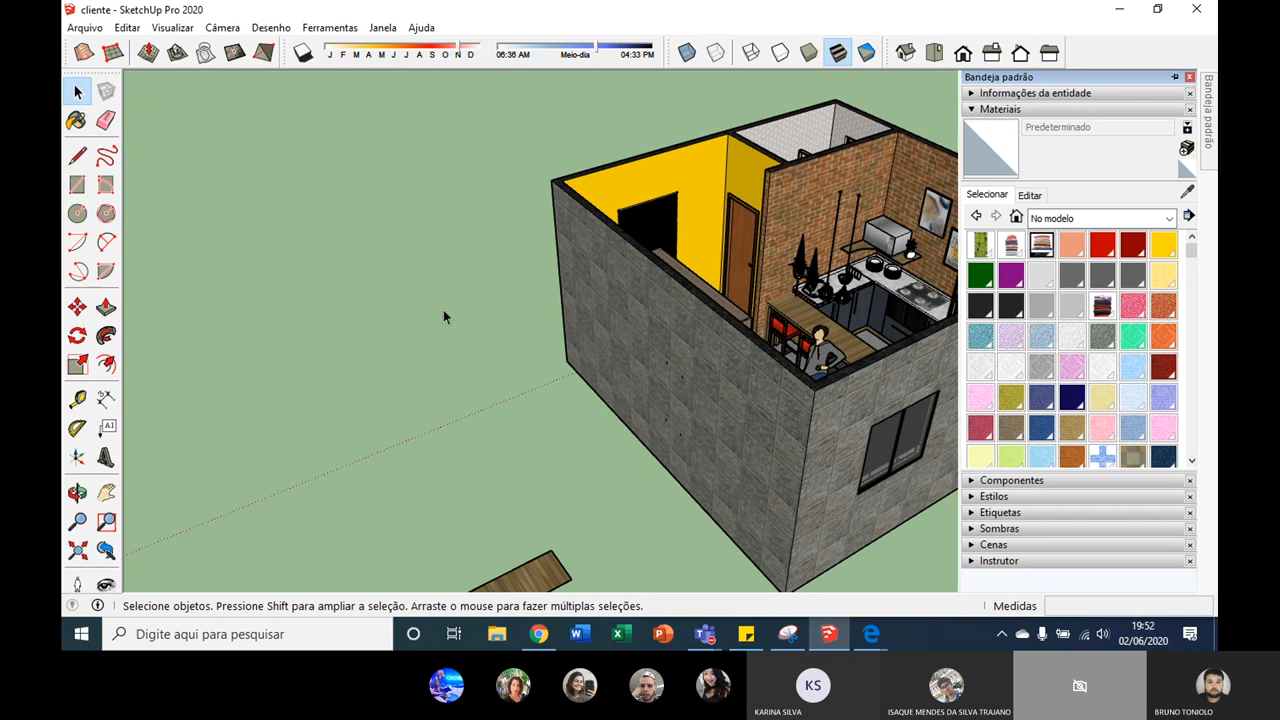 cliente - SketchUp Pro 2020
Arquivo Editar Visualizar Câmera Desenho Ferramentas Janela Ajuda
J F M A M J J A S O N D
06:36 AM Meio-dia 04:33 PM
Bandeja padrão
Informações da entidade
Materiais
Predeterminado
Bandeja padrão
Selecionar Editar
No modelo
A1
Componentes
Estilos
Etiquetas
Sombras
Cenas
Instrutor
Selecione objetos. Pressione Shift para ampliar a seleção. Arraste o mouse para fazer múltiplas seleções.
Medidas
Digite aqui para pesquisar
19:52
02/06/2020
KS
KARINA SILVA
ISAQUE MENDES DA SILVA TRAJANO
BRUNO TONIOLO